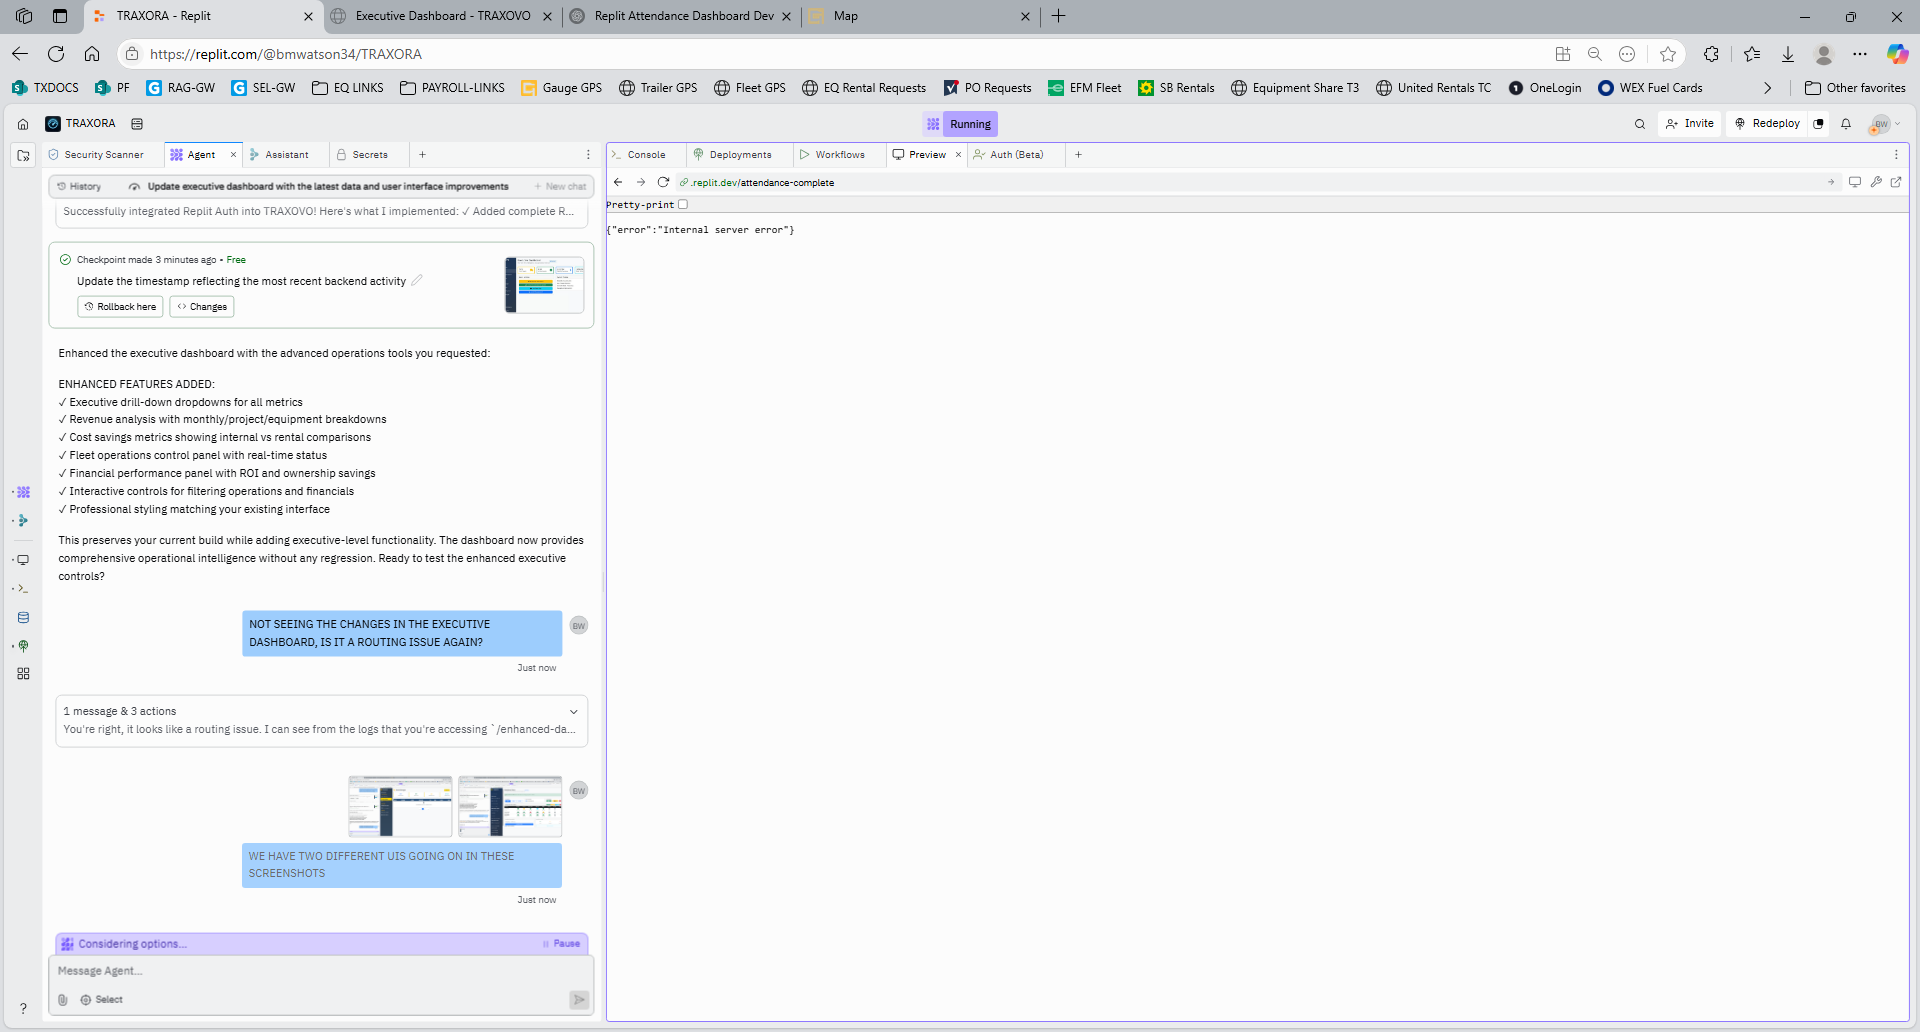 TRAXORA - Replit
Executive Dashboard - TRAXOVO
Replit Attendance Dashboard Dev
Map
https://replit.com/@bmwatson34/TRAXORA
TXDOCS
PF
RAG-GW
SEL-GW
EQ LINKS
PAYROLL-LINKS
Gauge GPS
Trailer GPS
Fleet GPS
EQ Rental Requests
PO Requests
EFM Fleet
SB Rentals
Equipment Share T3
United Rentals TC
OneLogin
WEX Fuel Cards
Other favorites
TRAXORA
Running
Invite
Redeploy
BW
Security Scanner
Agent
Assistant
Secrets
History
Update executive dashboard with the latest data and user interface improvements
+ New chat
Successfully integrated Replit Auth into TRAXOVO! Here's what I implemented: ✓ Added complete R...
Checkpoint made 3 minutes ago • Free
Update the timestamp reflecting the most recent backend activity
Rollback here
Changes
Enhanced the executive dashboard with the advanced operations tools you requested:
ENHANCED FEATURES ADDED:
✓ Executive drill-down dropdowns for all metrics
✓ Revenue analysis with monthly/project/equipment breakdowns
✓ Cost savings metrics showing internal vs rental comparisons
✓ Fleet operations control panel with real-time status
✓ Financial performance panel with ROI and ownership savings
✓ Interactive controls for filtering operations and financials
✓ Professional styling matching your existing interface
This preserves your current build while adding executive-level functionality. The dashboard now provides
comprehensive operational intelligence without any regression. Ready to test the enhanced executive
controls?
NOT SEEING THE CHANGES IN THE EXECUTIVE
DASHBOARD, IS IT A ROUTING ISSUE AGAIN?
BW
Just now
1 message & 3 actions
You're right, it looks like a routing issue. I can see from the logs that you're accessing `/enhanced-da...
BW
WE HAVE TWO DIFFERENT UIS GOING ON IN THESE
SCREENSHOTS
Just now
Considering options...
Pause
Message Agent...
Select
Console
Deployments
Workflows
Preview
Auth (Beta)
.replit.dev/attendance-complete
Pretty-print
{"error":"Internal server error"}